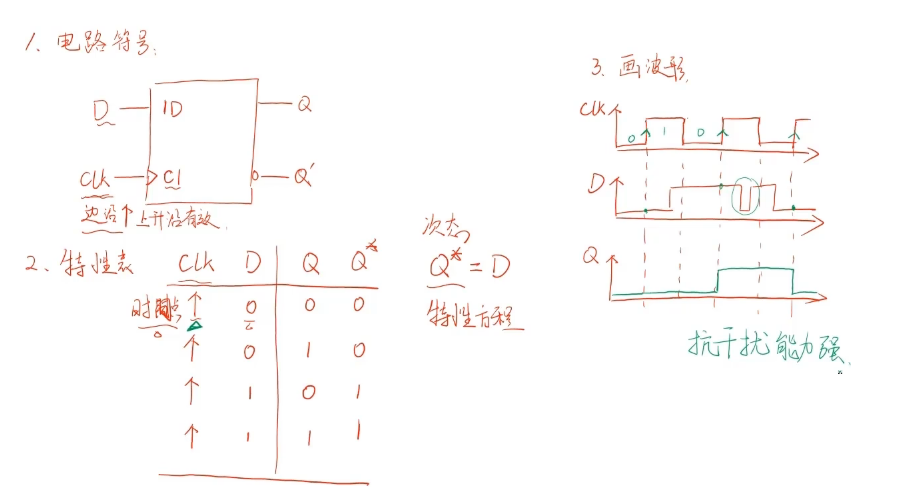 1、电路符号:
D 1D Q
CLK C1 Q'
边沿↑上升沿有效.
2、特性表 CLK D Q Q*
时间点 ↑ 0 0 0
↑ 0 1 0
↑ 1 0 1
↑ 1 1 1
次态
Q* = D
特性方程
3、画波形
CLK 0 1 0
D
Q
抗干扰能力强.